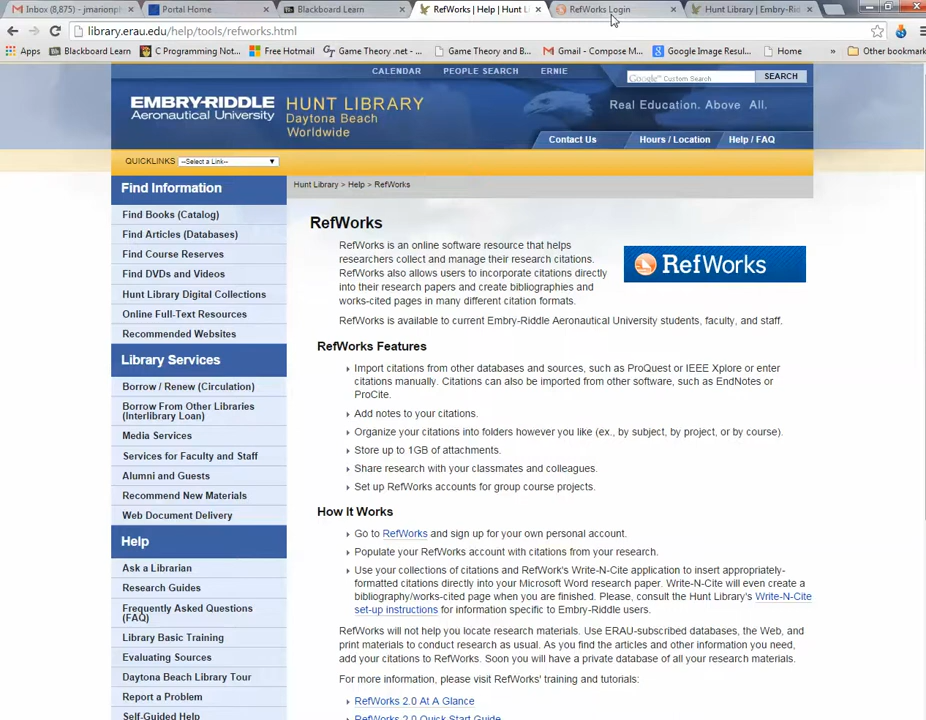 Inbox (8,875) - jmarionph
Portal Home
Blackboard Learn
RefWorks | Help | Hunt L
RefWorks Login
Hunt Library | Embry-Rid
library.erau.edu/help/tools/refworks.html
Apps
Blackboard Learn
C Programming Not...
Free Hotmail
Game Theory .net -...
Game Theory and B...
Gmail - Compose M...
Google Image Resul...
Home
Other bookmark
CALENDAR
PEOPLE SEARCH
ERNIE
Google™ Custom Search
SEARCH
EMBRY-RIDDLE
Aeronautical University
HUNT LIBRARY
Daytona Beach
Worldwide
Real Education. Above All.
Contact Us
Hours / Location
Help / FAQ
QUICKLINKS
--Select a Link--
Find Information
Find Books (Catalog)
Find Articles (Databases)
Find Course Reserves
Find DVDs and Videos
Hunt Library Digital Collections
Online Full-Text Resources
Recommended Websites
Library Services
Borrow / Renew (Circulation)
Borrow From Other Libraries
(Interlibrary Loan)
Media Services
Services for Faculty and Staff
Alumni and Guests
Recommend New Materials
Web Document Delivery
Help
Ask a Librarian
Research Guides
Frequently Asked Questions
(FAQ)
Library Basic Training
Evaluating Sources
Daytona Beach Library Tour
Report a Problem
Self-Guided Help
Hunt Library > Help > RefWorks
RefWorks
RefWorks is an online software resource that helps
researchers collect and manage their research citations.
RefWorks also allows users to incorporate citations directly
into their research papers and create bibliographies and
works-cited pages in many different citation formats.
RefWorks
RefWorks is available to current Embry-Riddle Aeronautical University students, faculty, and staff.
RefWorks Features
Import citations from other databases and sources, such as ProQuest or IEEE Xplore or enter
citations manually. Citations can also be imported from other software, such as EndNotes or
ProCite.
Add notes to your citations.
Organize your citations into folders however you like (ex., by subject, by project, or by course).
Store up to 1GB of attachments.
Share research with your classmates and colleagues.
Set up RefWorks accounts for group course projects.
How It Works
Go to RefWorks and sign up for your own personal account.
Populate your RefWorks account with citations from your research.
Use your collections of citations and RefWork's Write-N-Cite application to insert appropriately-
formatted citations directly into your Microsoft Word research paper. Write-N-Cite will even create a
bibliography/works-cited page when you are finished. Please, consult the Hunt Library's Write-N-Cite
set-up instructions for information specific to Embry-Riddle users.
RefWorks will not help you locate research materials. Use ERAU-subscribed databases, the Web, and
print materials to conduct research as usual. As you find the articles and other information you need,
add your citations to RefWorks. Soon you will have a private database of all your research materials.
For more information, please visit RefWorks' training and tutorials:
RefWorks 2.0 At A Glance
RefWorks 2.0 Quick Start Guide